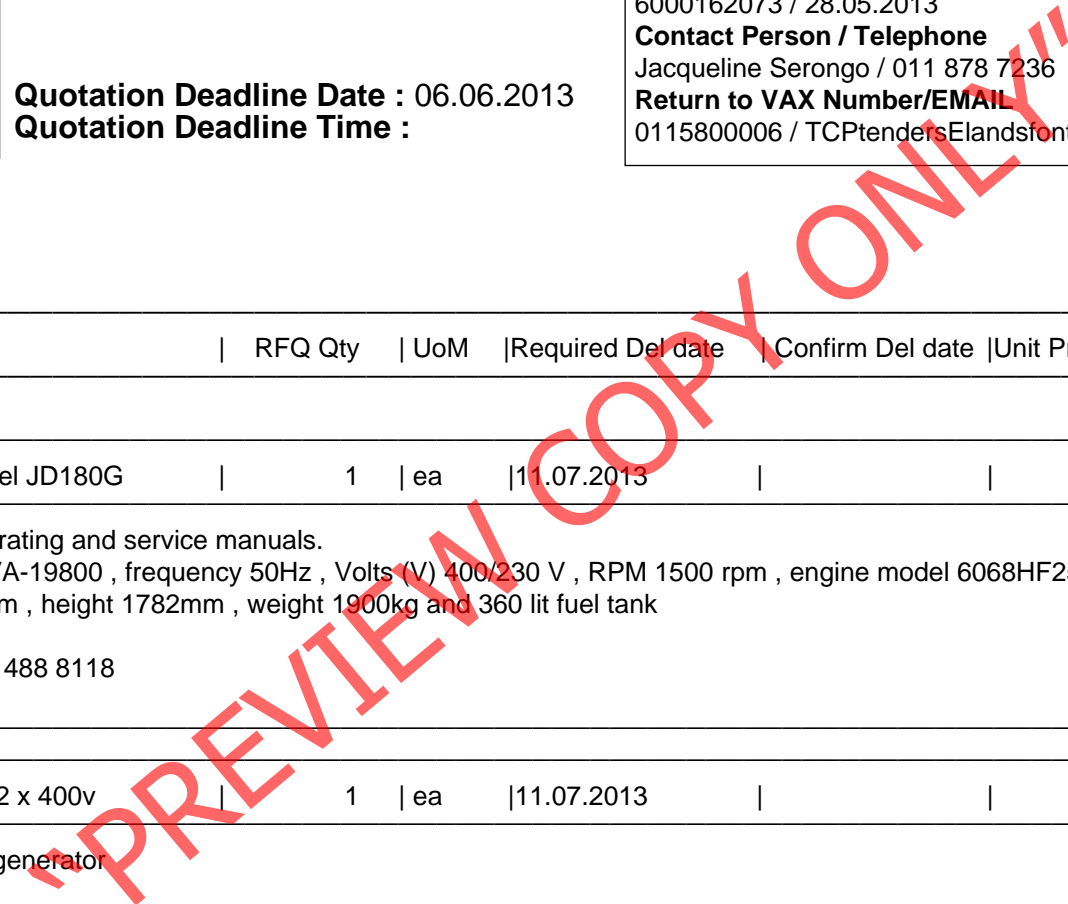 6000162073 / 28.05.2013
Contact Person / Telephone
Jacqueline Serongo / 011 878 7236
Return to VAX Number/EMAIL
0115800006 / TCPtendersElandsfont
Quotation Deadline Date : 06.06.2013
Quotation Deadline Time :
| RFQ Qty | UoM |Required Del date | Confirm Del date |Unit Pr
el JD180G | 1 | ea |11.07.2013 | |
rating and service manuals.
/A-19800 , frequency 50Hz , Volts (V) 400/230 V , RPM 1500 rpm , engine model 6068HF2
m , height 1782mm , weight 1900kg and 360 lit fuel tank
488 8118
2 x 400v | 1 | ea |11.07.2013 | |
generator
“PREVIEW COPY ONLY”